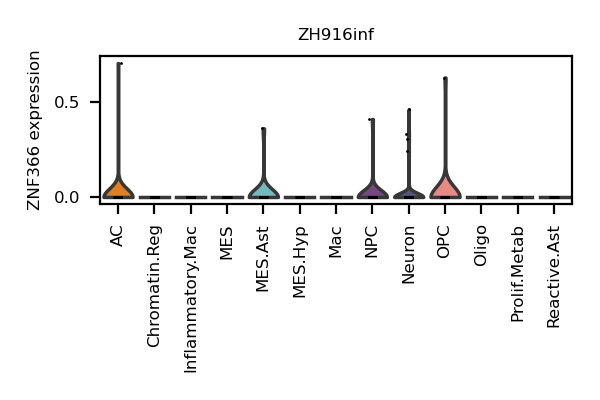 ZH916inf
ZNF366 expression
0.5
0.0
AC
Chromatin.Reg
Inflammatory.Mac
MES
MES.Ast
MES.Hyp
Mac
NPC
Neuron
OPC
Oligo
Prolif.Metab
Reactive.Ast